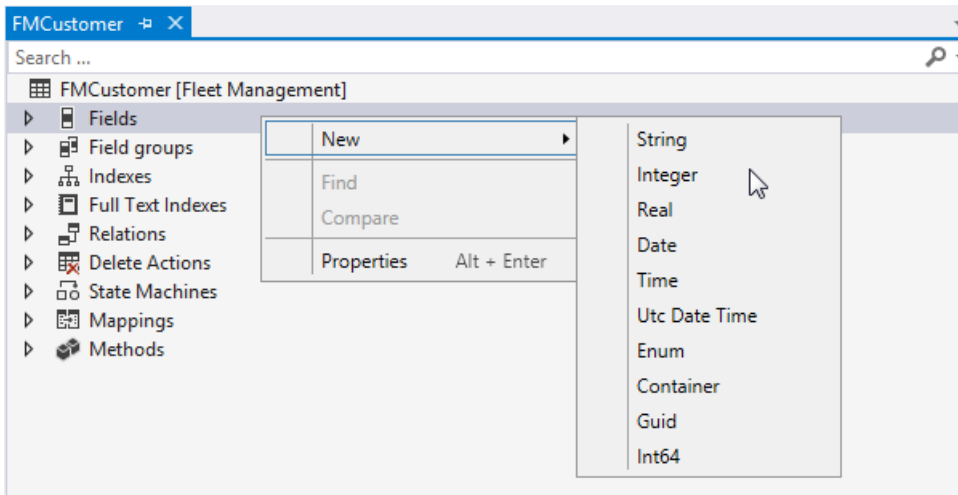 FMCustomer
Search ...
FMCustomer [Fleet Management]
Fields
Field groups
Indexes
Full Text Indexes
Relations
Delete Actions
State Machines
Mappings
Methods
New
Find
Compare
Properties Alt + Enter
String
Integer
Real
Date
Time
Utc Date Time
Enum
Container
Guid
Int64